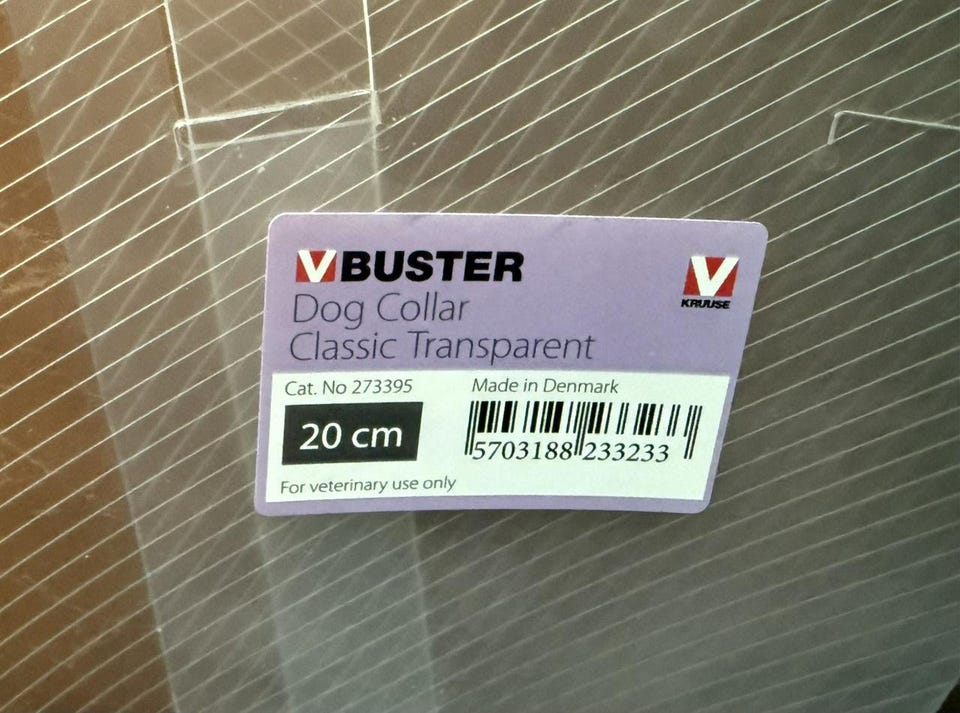 BUSTER
KRUUSE
Dog Collar
Classic Transparent
Cat. No 273395
Made in Denmark
20 cm
5703188 233233
For veterinary use only